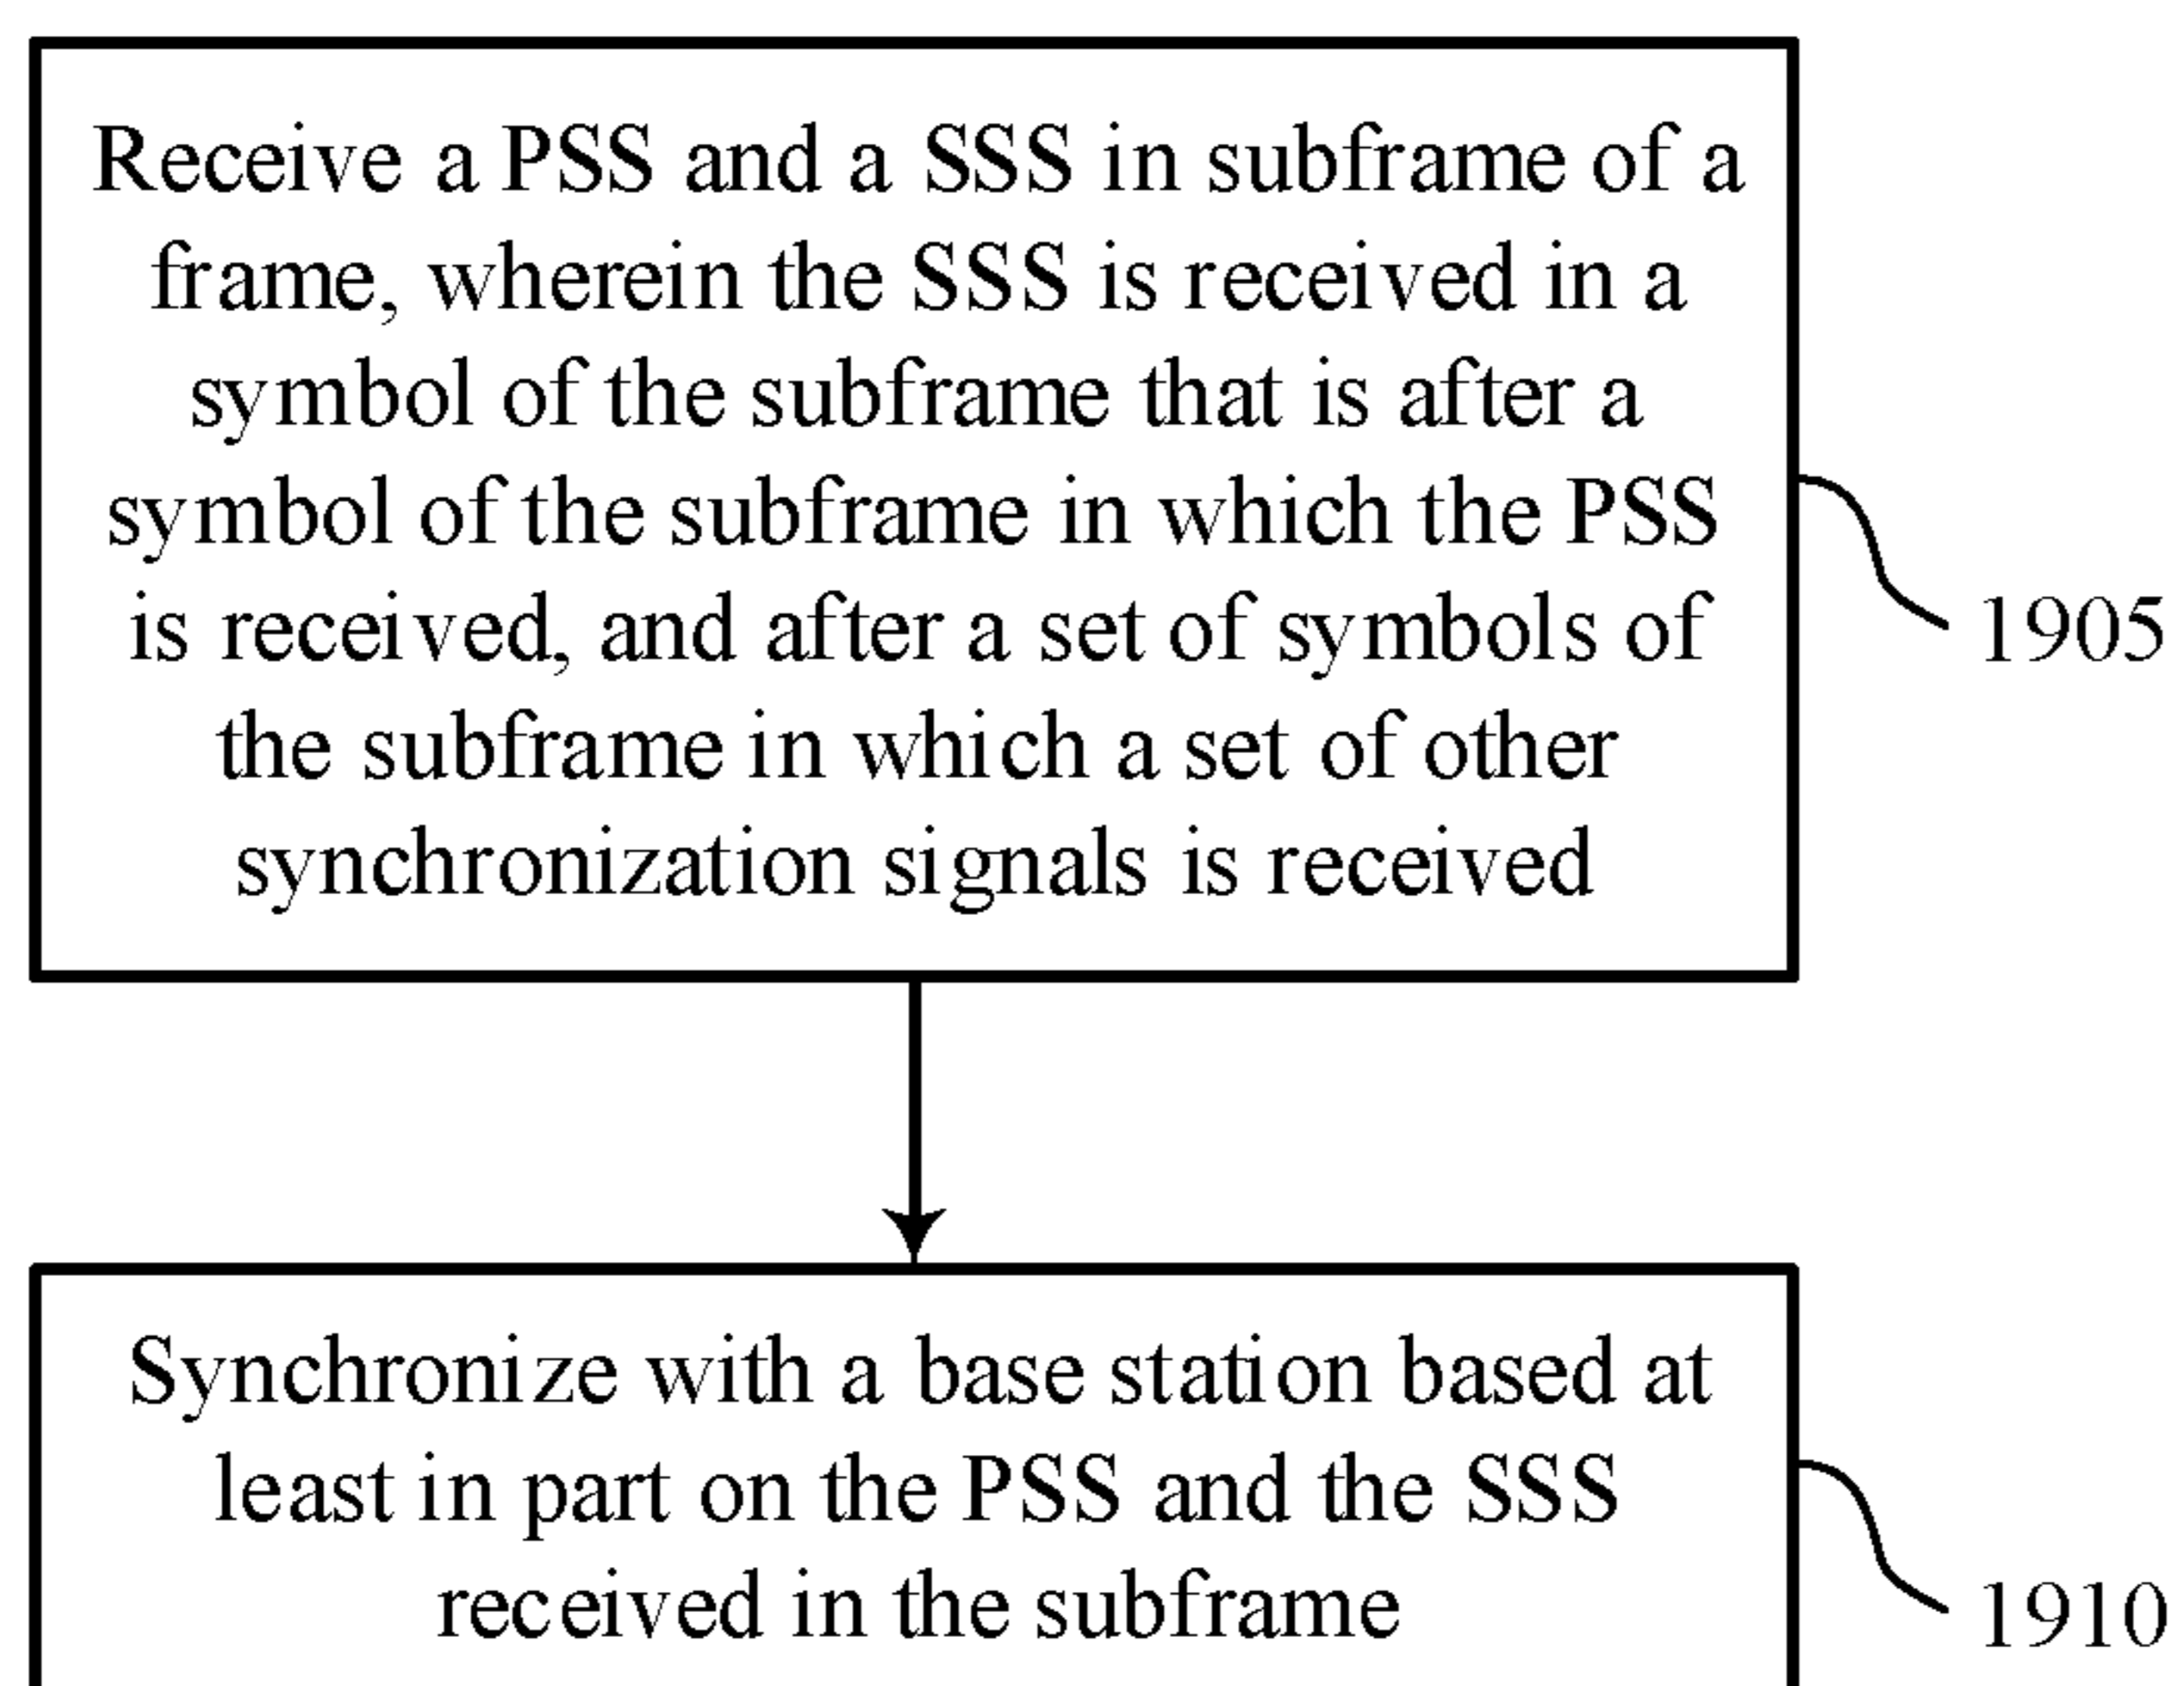 Receive a PSS and a SSS in subframe of a
frame, wherein the SSS is received in a
symbol of the subframe that is after a
symbol of the subframe in which the PSS
is received, and after a set of symbols of
the subframe in which a set of other
synchronization signals is received
1905
Synchronize with a base station based at
least in part on the PSS and the SSS
received in the subframe
1910